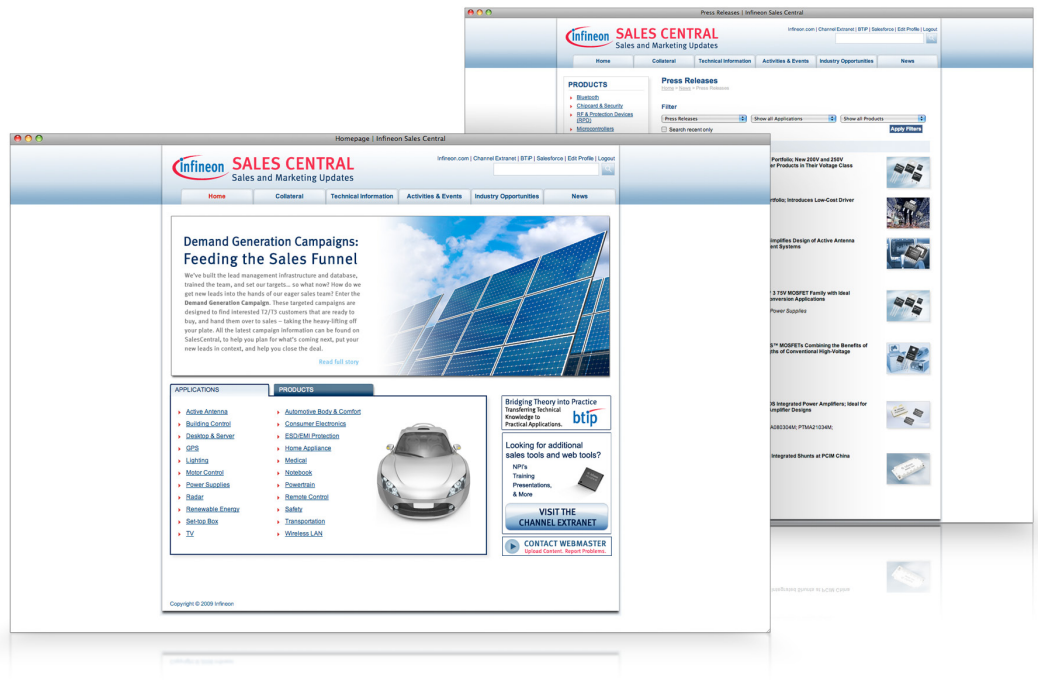 Press Releases | Infineon Sales Central
infineon SALES CENTRAL
Sales and Marketing Updates
Infineon.com | Channel Extranet | BTIP | Salesforce | Edit Profile | Logout
Home Collateral Technical Information Activities & Events Industry Opportunities News
PRODUCTS
Bluetooth
Chipcard & Security
RF & Protection Devices
(RPD)
Microcontrollers
Press Releases
Home > News > Press Releases
Filter
Press Releases Show all Applications Show all Products
Search recent only
Apply Filters
Portfolio; New 200V and 250V
Products in Their Voltage Class
Introduces Low-Cost Driver
Simplifies Design of Active Antenna
Systems
3 75V MOSFET Family with Ideal
Applications
Power Supplies
MOSFETs Combining the Benefits of
of Conventional High-Voltage
Integrated Power Amplifiers; Ideal for
Amplifier Designs
PTMA21034M;
Integrated Shunts at PCIM China
Homepage | Infineon Sales Central
infineon SALES CENTRAL
Sales and Marketing Updates
Infineon.com | Channel Extranet | BTIP | Salesforce | Edit Profile | Logout
Home Collateral Technical Information Activities & Events Industry Opportunities News
Demand Generation Campaigns:
Feeding the Sales Funnel
We've built the lead management infrastructure and database,
trained the team, and set our targets... so what now? How do we
get new leads into the hands of our eager sales team? Enter the
Demand Generation Campaign. These targeted campaigns are
designed to find interested T2/T3 customers that are ready to
buy, and hand them over to sales – taking the heavy-lifting off
your plate. All the latest campaign information can be found on
SalesCentral, to help you plan for what's coming next, put your
new leads in context, and help you close the deal.
Read full story
APPLICATIONS
PRODUCTS
Active Antenna
Building Control
Desktop & Server
GPS
Lighting
Motor Control
Power Supplies
Radar
Renewable Energy
Set-top Box
TV
Automotive Body & Comfort
Consumer Electronics
ESD/EMI Protection
Home Appliance
Medical
Notebook
Powertrain
Remote Control
Safety
Transportation
Wireless LAN
Bridging Theory into Practice
Transferring Technical
Knowledge to
Practical Applications.
btip
Looking for additional
sales tools and web tools?
NPI's
Training
Presentations,
& More
VISIT THE
CHANNEL EXTRANET
CONTACT WEBMASTER
Upload Content. Report Problems.
Copyright © 2009 Infineon